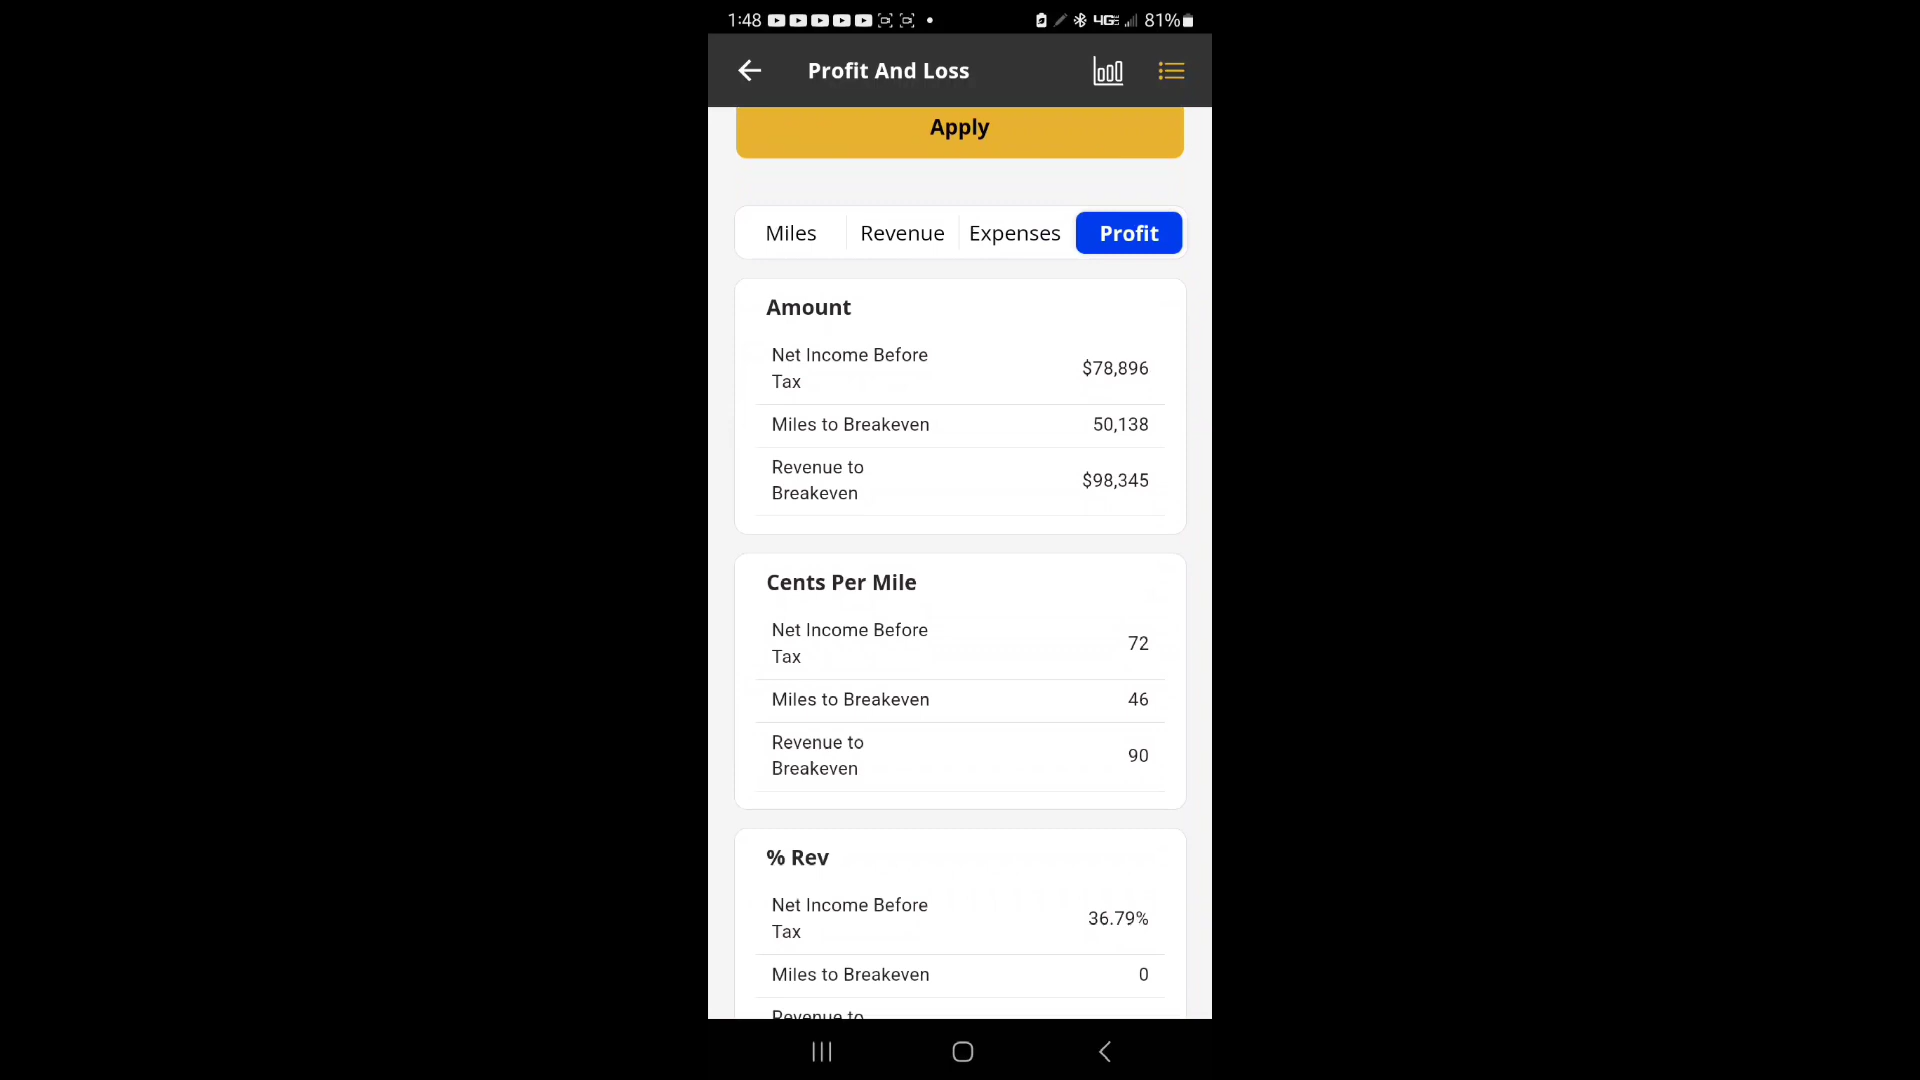 1:48 4G 81%
Profit And Loss
Apply
Miles Revenue Expenses Profit
Amount
Net Income Before
Tax
$78,896
Miles to Breakeven 50,138
Revenue to
Breakeven
$98,345
Cents Per Mile
Net Income Before
Tax
72
Miles to Breakeven 46
Revenue to
Breakeven
90
% Rev
Net Income Before
Tax
36.79%
Miles to Breakeven 0
Revenue to